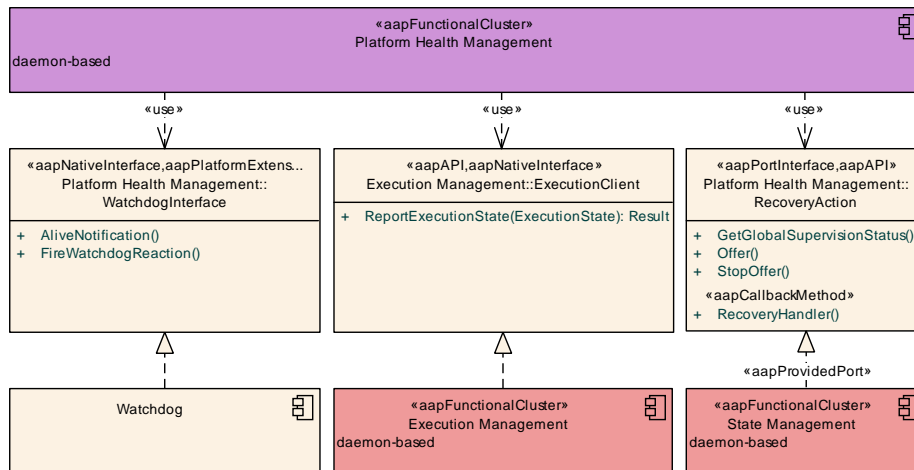 «aapFunctionalCluster»
Platform Health Management
daemon-based
«use»
«use»
«use»
«aapNativeInterface,aapPlatformExtens...
Platform Health Management::
WatchdogInterface
+ AliveNotification()
+ FireWatchdogReaction()
«aapAPI,aapNativeInterface»
Execution Management::ExecutionClient
+ ReportExecutionState(ExecutionState): Result
«aapPortInterface,aapAPI»
Platform Health Management::
RecoveryAction
+ GetGlobalSupervisionStatus()
+ Offer()
+ StopOffer()
«aapCallbackMethod»
+ RecoveryHandler()
«aapProvidedPort»
Watchdog
«aapFunctionalCluster»
Execution Management
daemon-based
«aapFunctionalCluster»
State Management
daemon-based